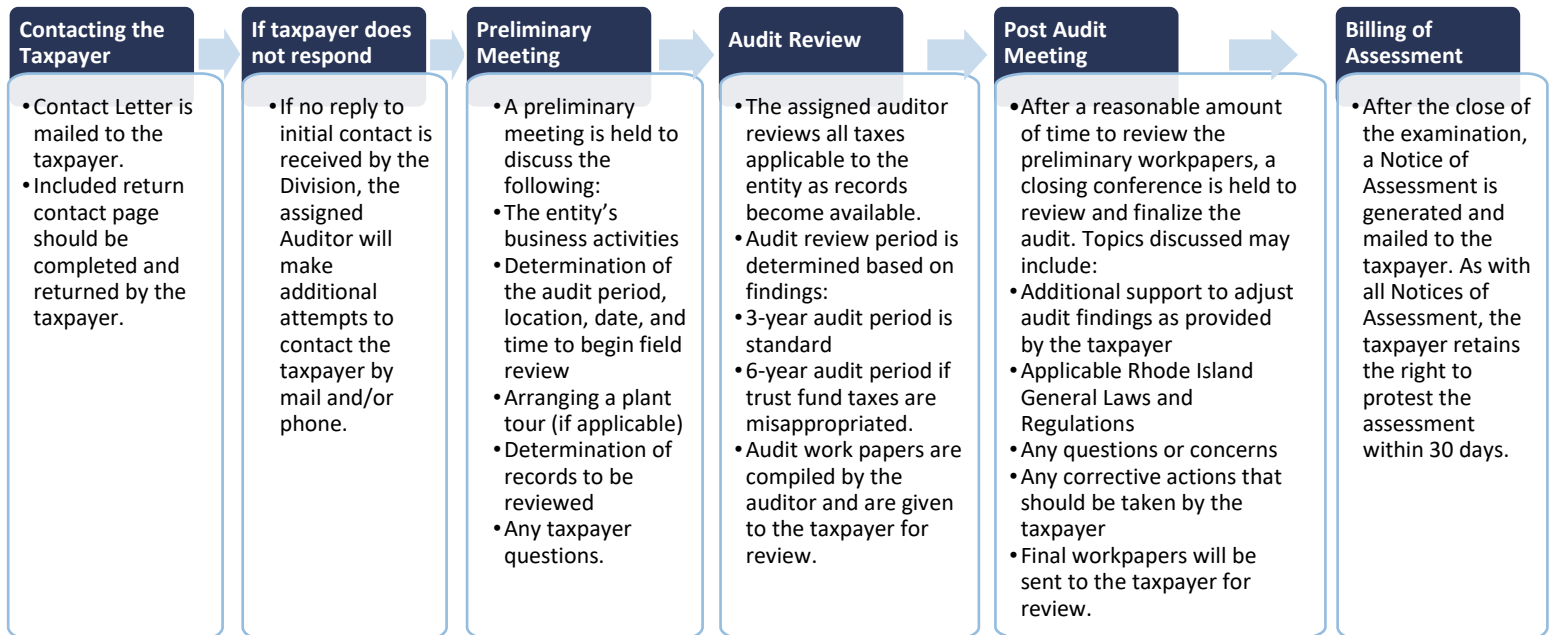 Contacting the
Taxpayer
• Contact Letter is
mailed to the
taxpayer.
• Included return
contact page
should be
completed and
returned by the
taxpayer.
If taxpayer does
not respond
• If no reply to
initial contact is
received by the
Division, the
assigned
Auditor will
make
additional
attempts to
contact the
taxpayer by
mail and/or
phone.
Preliminary
Meeting
• A preliminary
meeting is held to
discuss the
following:
• The entity’s
business activities
• Determination of
the audit period,
location, date, and
time to begin field
review
• Arranging a plant
tour (if applicable)
• Determination of
records to be
reviewed
• Any taxpayer
questions.
Audit Review
• The assigned auditor
reviews all taxes
applicable to the
entity as records
become available.
• Audit review period is
determined based on
findings:
• 3-year audit period is
standard
• 6-year audit period if
trust fund taxes are
misappropriated.
• Audit work papers are
compiled by the
auditor and are given
to the taxpayer for
review.
Post Audit
Meeting
• After a reasonable amount
of time to review the
preliminary workpapers, a
closing conference is held to
review and finalize the
audit. Topics discussed may
include:
• Additional support to adjust
audit findings as provided
by the taxpayer
• Applicable Rhode Island
General Laws and
Regulations
• Any questions or concerns
• Any corrective actions that
should be taken by the
taxpayer
• Final workpapers will be
sent to the taxpayer for
review.
Billing of
Assessment
• After the close of
the examination,
a Notice of
Assessment is
generated and
mailed to the
taxpayer. As with
all Notices of
Assessment, the
taxpayer retains
the right to
protest the
assessment
within 30 days.